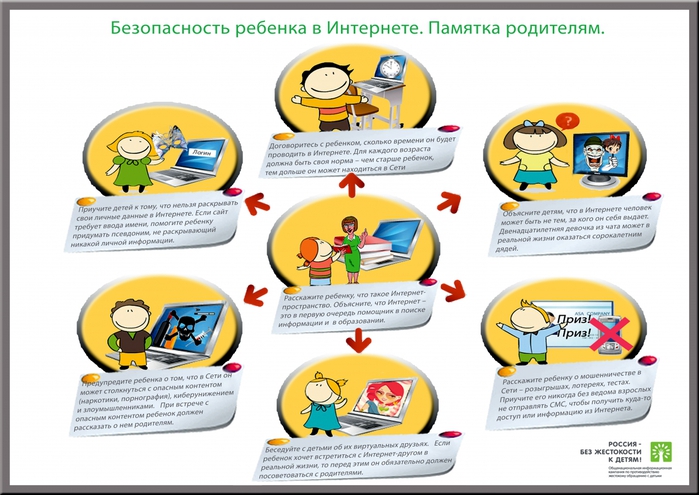 Безопасность ребенка в Интернете. Памятка родителям.
Договоритесь с ребенком, сколько времени он будет
проводить в Интернете. Для каждого возраста
должна быть своя норма – чем старше ребенок,
тем дольше он может находиться в Сети
Логин
Приучите детей к тому, что нельзя раскрывать
свои личные данные в Интернете. Если сайт
требует ввода имени, помогите ребенку
придумать псевдоним, не раскрывающий
никакой личной информации.
?
Объясните детям, что в Интернете человек
может быть не тем, за кого он себя выдает.
Двенадцатилетняя девочка из чата может в
реальной жизни оказаться сорокалетним
дядей.
Расскажите ребенку, что такое Интернет-
пространство. Объясните, что Интернет –
это в первую очередь помощник в поиске
информации и в образовании.
Предупредите ребенка о том, что в Сети он
может столкнуться с опасным контентом
(наркотики, порнография), киберунижением
и злоумышленниками. При встрече с
опасным контентом ребенок должен
рассказать о нем родителям.
ASA COMPANY
Приз!
Приз!
Расскажите ребенку о мошенничестве в
Сети – розыгрышах, лотереях, тестах.
Приучите его никогда без ведома взрослых
не отправлять СМС, чтобы получить куда-то
доступ или информацию из Интернета.
Беседуйте с детьми об их виртуальных друзьях. Если
ребенок хочет встретиться с Интернет-другом в
реальной жизни, то перед этим он обязательно должен
посоветоваться с родителями.
РОССИЯ -
БЕЗ ЖЕСТОКОСТИ
К ДЕТЯМ!
Общенациональная информационная
кампания по противодействию
жестокому обращению с детьми